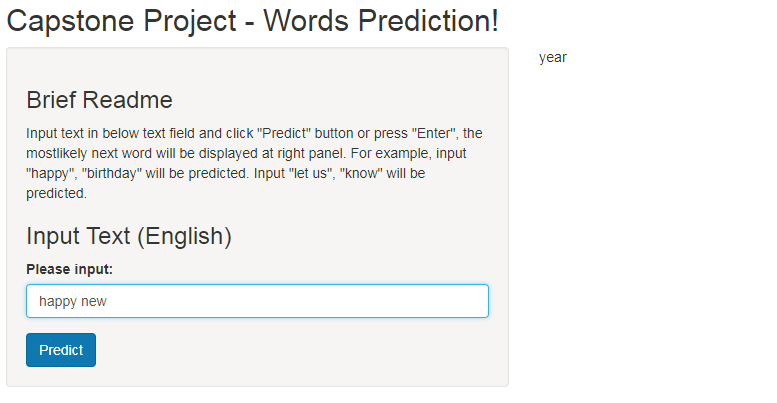 Capstone Project - Words Prediction!
year
Brief Readme
Input text in below text field and click "Predict" button or press "Enter", the
mostlikely next word will be displayed at right panel. For example, input
"happy", "birthday" will be predicted. Input "let us", "know" will be
predicted.
Input Text (English)
Please input:
happy new
Predict